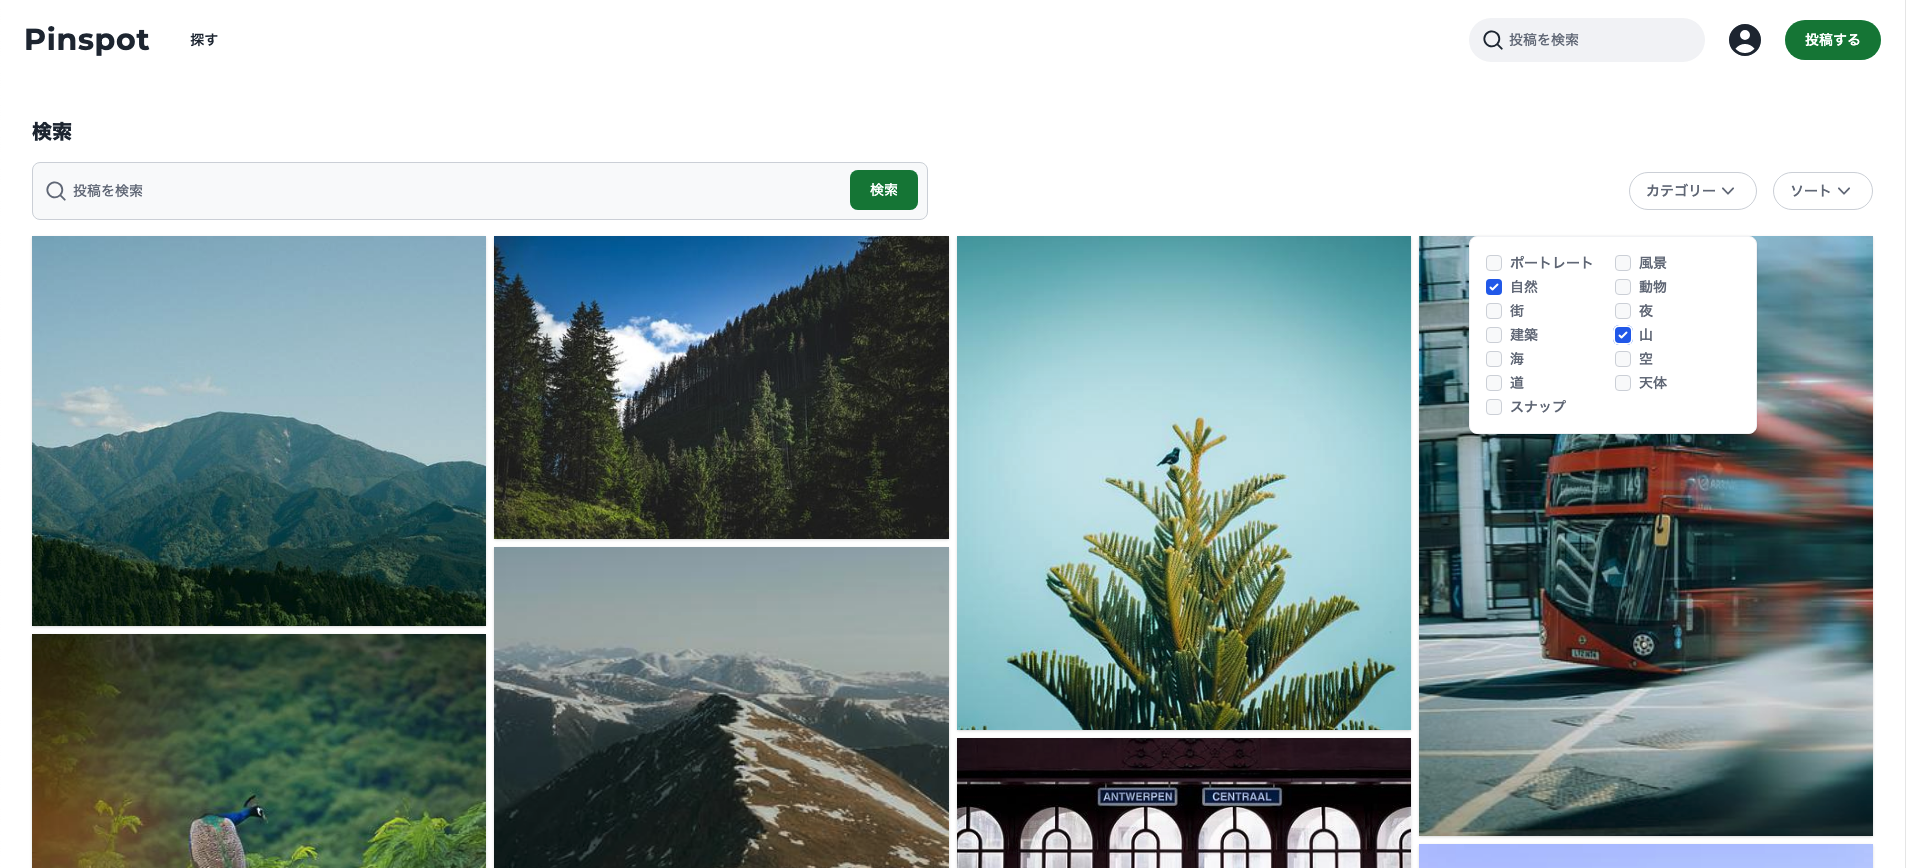 Pinspot
探す
投稿を検索
投稿する
検索
投稿を検索
検索
カテゴリー
ソート
ポートレート
風景
自然
動物
街
夜
建築
山
海
空
道
天体
スナップ
149
LTZ 1474
ANTWERPEN
CENTRAAL